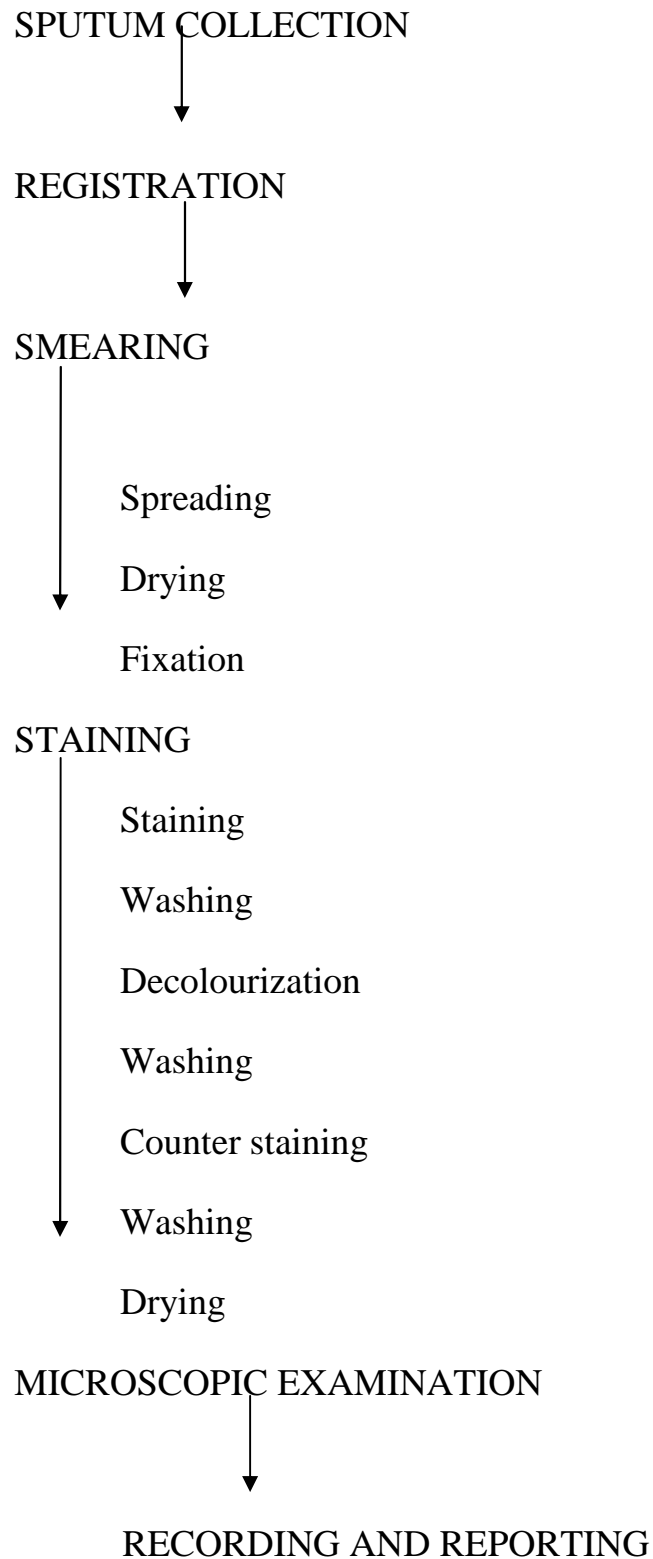 SPUTUM COLLECTION
REGISTRATION
SMEARING
Spreading
Drying
Fixation
STAINING
Staining
Washing
Decolourization
Washing
Counter staining
Washing
Drying
MICROSCOPIC EXAMINATION
RECORDING AND REPORTING